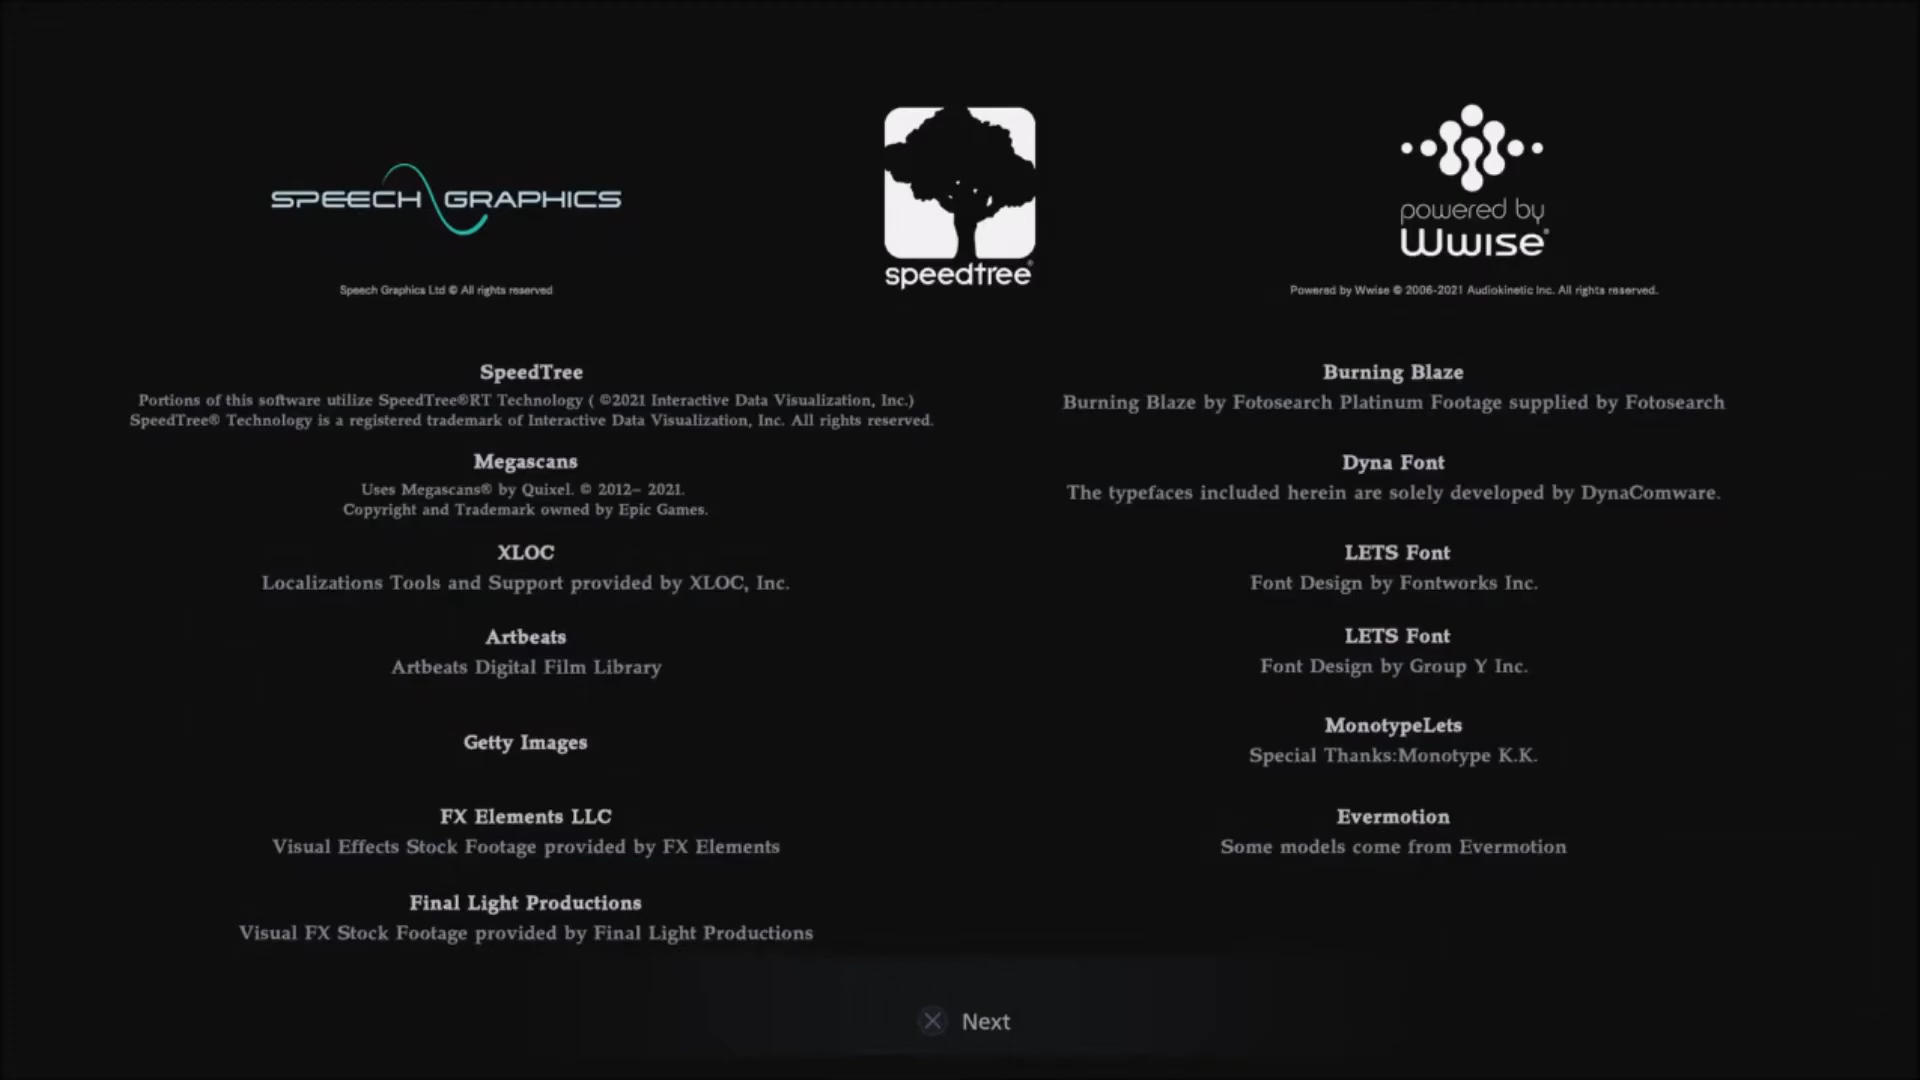 SPEECH GRAPHICS
Speech Graphics Ltd © All rights reserved
speedtree®
powered by
Wwise®
Powered by Wwise © 2006-2021 Audiokinetic Inc. All rights reserved.
SpeedTree
Portions of this software utilize SpeedTree®RT Technology ( ©2021 Interactive Data Visualization, Inc.)
SpeedTree® Technology is a registered trademark of Interactive Data Visualization, Inc. All rights reserved.
Megascans
Uses Megascans® by Quixel. © 2012– 2021.
Copyright and Trademark owned by Epic Games.
XLOC
Localizations Tools and Support provided by XLOC, Inc.
Artbeats
Artbeats Digital Film Library
Getty Images
FX Elements LLC
Visual Effects Stock Footage provided by FX Elements
Final Light Productions
Visual FX Stock Footage provided by Final Light Productions
Burning Blaze
Burning Blaze by Fotosearch Platinum Footage supplied by Fotosearch
Dyna Font
The typefaces included herein are solely developed by DynaComware.
LETS Font
Font Design by Fontworks Inc.
LETS Font
Font Design by Group Y Inc.
MonotypeLets
Special Thanks:Monotype K.K.
Evermotion
Some models come from Evermotion
Next